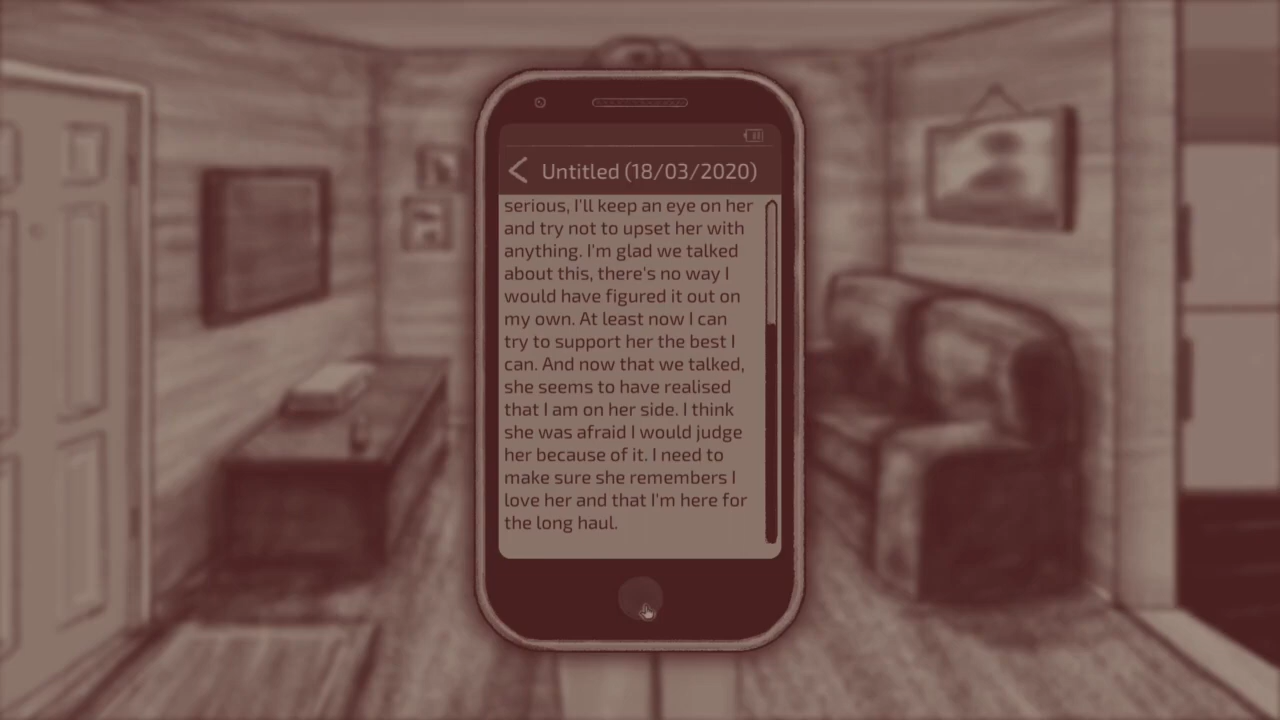 Untitled (18/03/2020)
serious, I'll keep an eye on her
and try not to upset her with
anything. I'm glad we talked
about this, there's no way I
would have figured it out on
my own. At least now I can
try to support her the best I
can. And now that we talked,
she seems to have realised
that I am on her side. I think
she was afraid I would judge
her because of it. I need to
make sure she remembers I
love her and that I'm here for
the long haul.